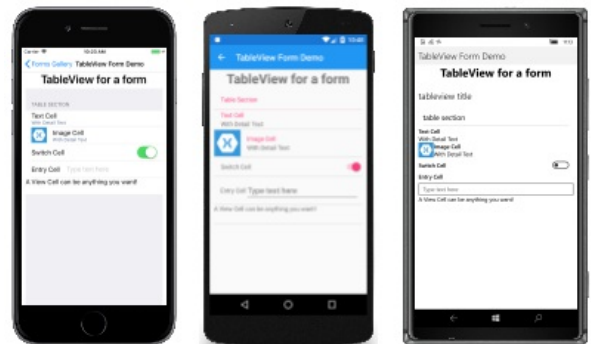 Carrier
10:20 AM
Forms Gallery TableView Form Demo
TableView for a form
TABLE SECTION
Text Cell
With Detail Text
Image Cell
With Detail Text
Switch Cell
Entry Cell Type text here
A View Cell can be anything you want!
TableView Form Demo
TableView for a form
Table Section
Text Cell
With Detail Text
Image Cell
With Detail Text
Switch Cell
Entry Cell Type text here
A View Cell can be anything you want!
TableView Form Demo
TableView for a form
tableview title
table section
Text Cell
With Detail Text
Image Cell
With Detail Text
Switch Cell
Entry Cell
Type text here
A View Cell can be anything you want!